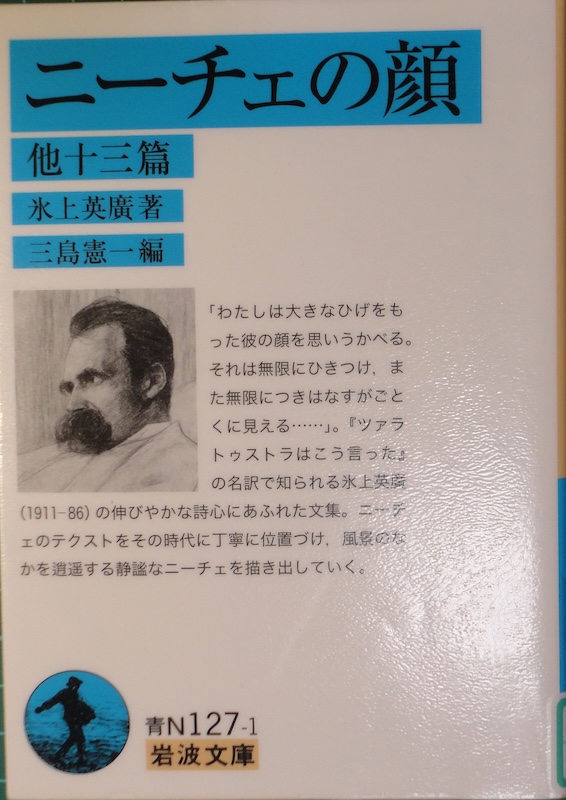 ニーチェの顔
他十三篇
氷上英廣著
三島憲一編
「わたしは大きなひげをも
った彼の顔を思いうかべる。
それは無限にひきつけ，ま
た無限につきはなすがごと
くに見える……」。『ツァラ
トゥストラはこう言った』
の名訳で知られる氷上英廣
（1911-86）の伸びやかな詩心にあふれた文集。ニーチ
ェのテクストをその時代に丁寧に位置づけ，風景のな
かを逍遥する静謐なニーチェを描き出していく。
青N127-1
岩波文庫